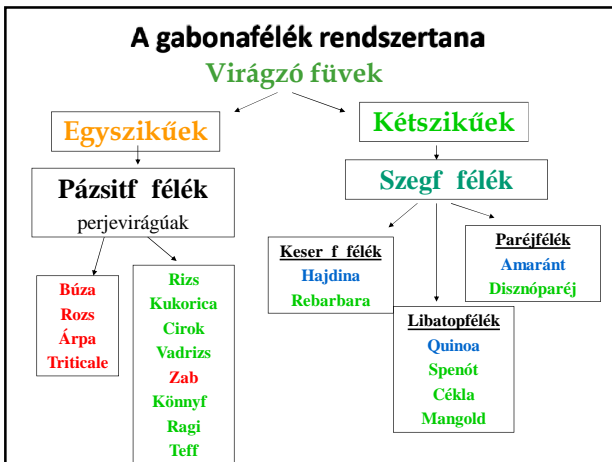 A gabonafélék rendszertana
Virágzó füvek
Egyszikűek
Kétszikűek
Pázsitf félék
perjevirágúak
Szegf félék
Búza
Rozs
Árpa
Triticale
Rizs
Kukorica
Cirok
Vadrizs
Zab
Könnyf
Ragi
Teff
Keser f félék
Hajdina
Rebarbara
Libatopfélék
Quinoa
Spenót
Cékla
Mangold
Paréjfélék
Amaránt
Disznóparéj